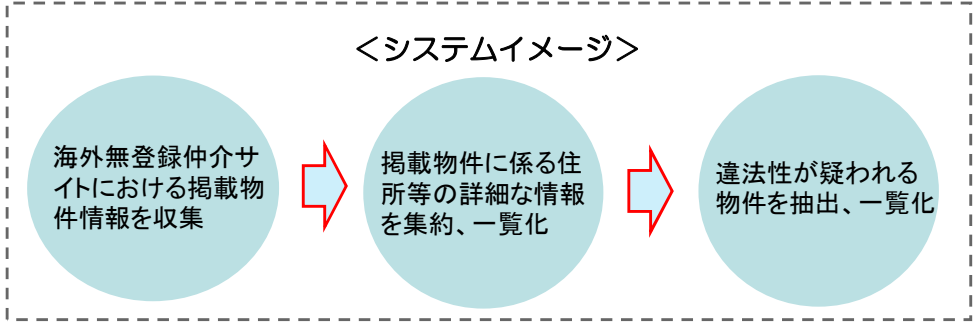 ＜システムイメージ＞
海外無登録仲介サ
イトにおける掲載物
件情報を収集
掲載物件に係る住
所等の詳細な情報
を集約、一覧化
違法性が疑われる
物件を抽出、一覧化